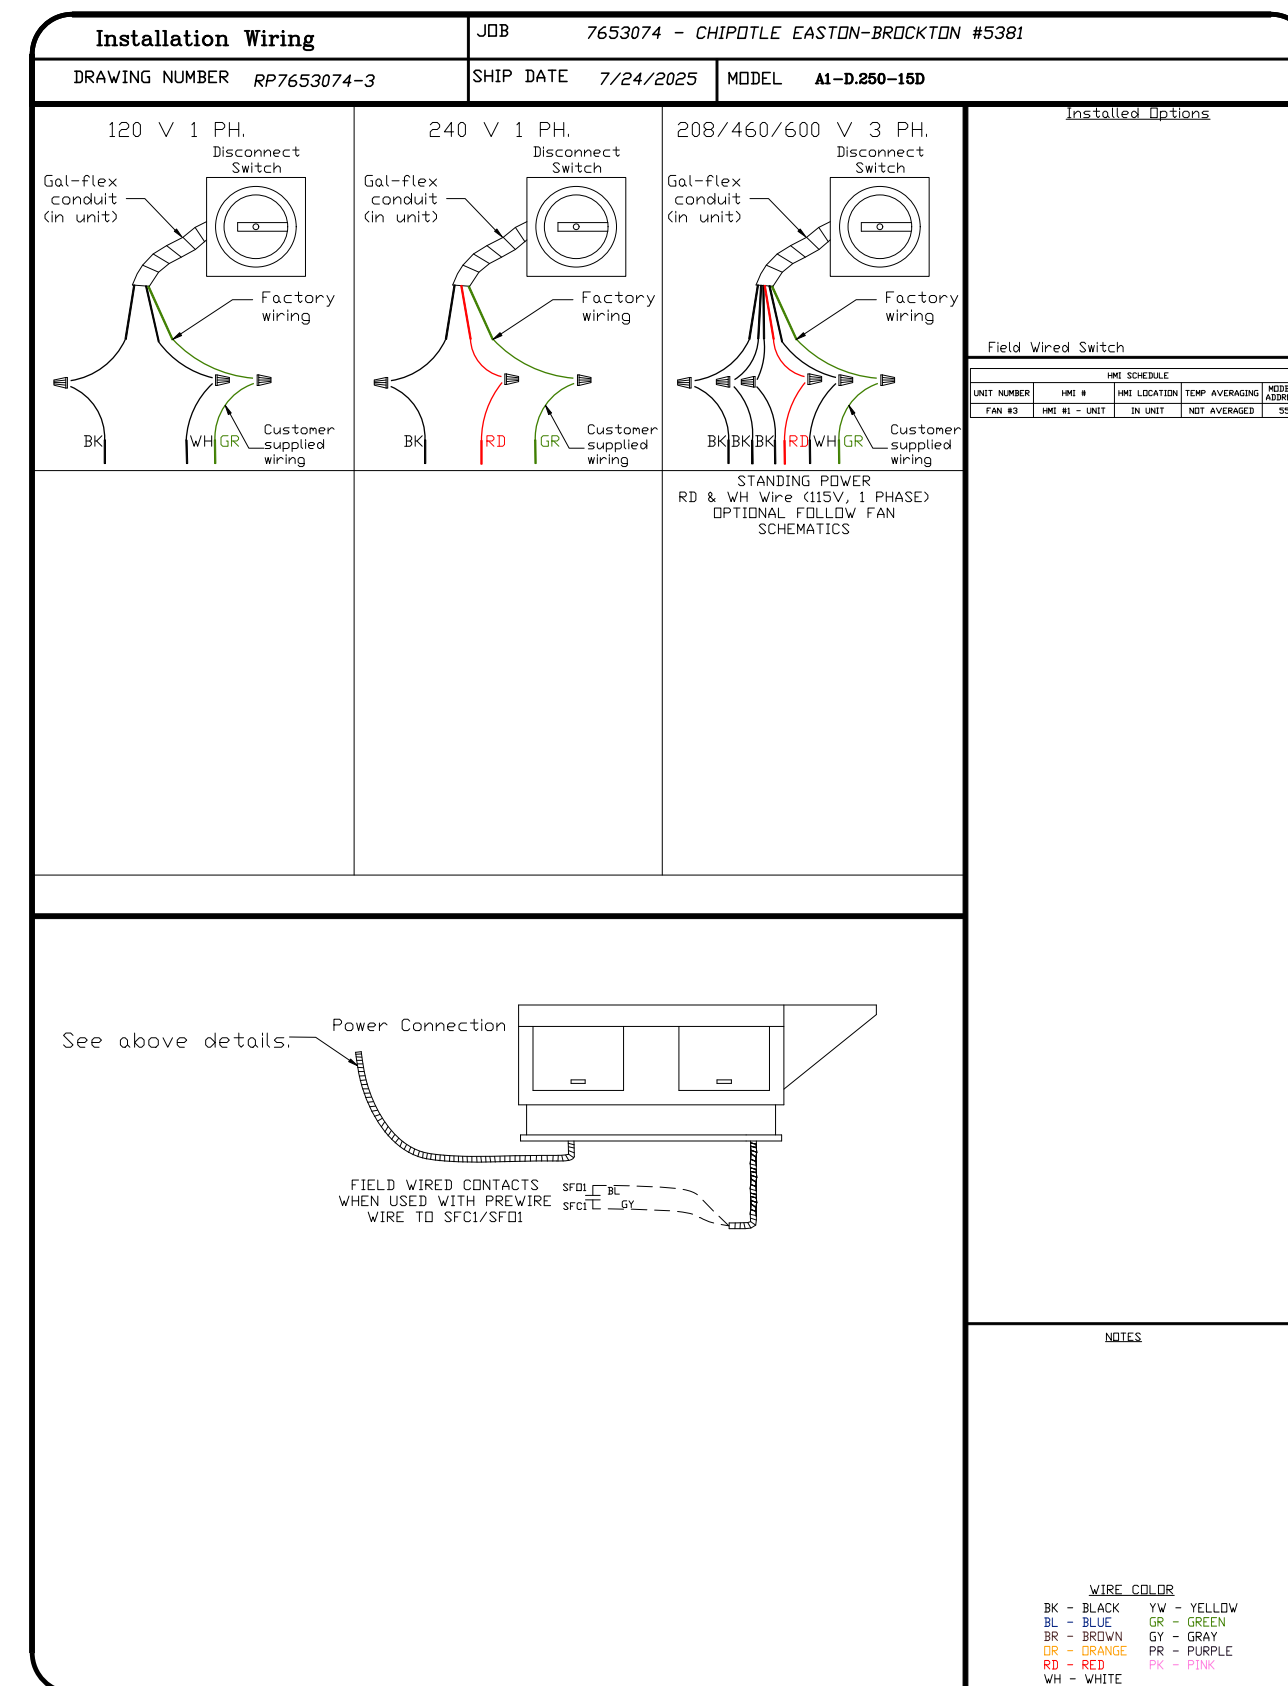 Installation Wiring
JOB 7653074 - CHIPOTLE EASTON-BROCKTON #5381
DRAWING NUMBER RP7653074-3
SHIP DATE 7/24/2025
MODEL A1-D.250-15D
120 V 1 PH.
Disconnect
Switch
Gal-flex
conduit
(in unit)
Factory
wiring
BK
WH
GR
Customer
supplied
wiring
240 V 1 PH.
Disconnect
Switch
Gal-flex
conduit
(in unit)
Factory
wiring
BK
RD
GR
Customer
supplied
wiring
208/460/600 V 3 PH.
Disconnect
Switch
Gal-flex
conduit
(in unit)
Factory
wiring
BK
BK
BK
RD
WH
GR
Customer
supplied
wiring
STANDING POWER
RD & WH Wire (115V, 1 PHASE)
OPTIONAL FOLLOW FAN
SCHEMATICS
Installed Options
Field Wired Switch
HMI SCHEDULE
UNIT NUMBER HMI # HMI LOCATION TEMP AVERAGING
FAN #3 HMI #1 - UNIT IN UNIT NOT AVERAGED 55
See above details.
Power Connection
FIELD WIRED CONTACTS
WHEN USED WITH PREWIRE
WIRE TO SFC1/SFO1
SFO1
BL
SFC1
GY
NOTES
WIRE COLOR
BK - BLACK YW - YELLOW
BL - BLUE GR - GREEN
BR - BROWN GY - GRAY
OR - ORANGE PR - PURPLE
RD - RED PK - PINK
WH - WHITE